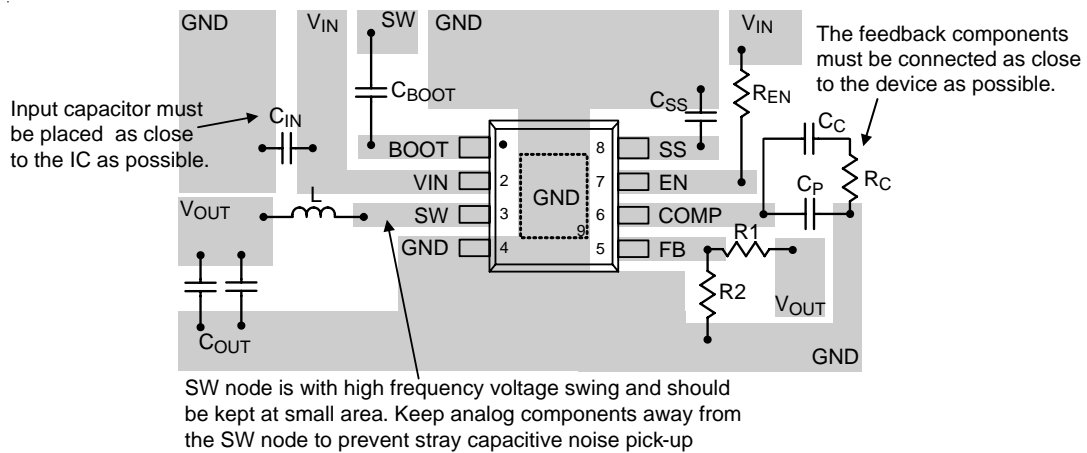 GND
VIN
SW
GND
VIN
The feedback components
must be connected as close
to the device as possible.
Input capacitor must
be placed as close
to the IC as possible.
CIN
CBOOT
CSS
REN
CC
RC
CP
BOOT
VIN
SW
GND
2
3
4
GND
9
8
7
6
5
SS
EN
COMP
FB
VOUT
L
COUT
R1
R2
VOUT
GND
SW node is with high frequency voltage swing and should
be kept at small area. Keep analog components away from
the SW node to prevent stray capacitive noise pick-up